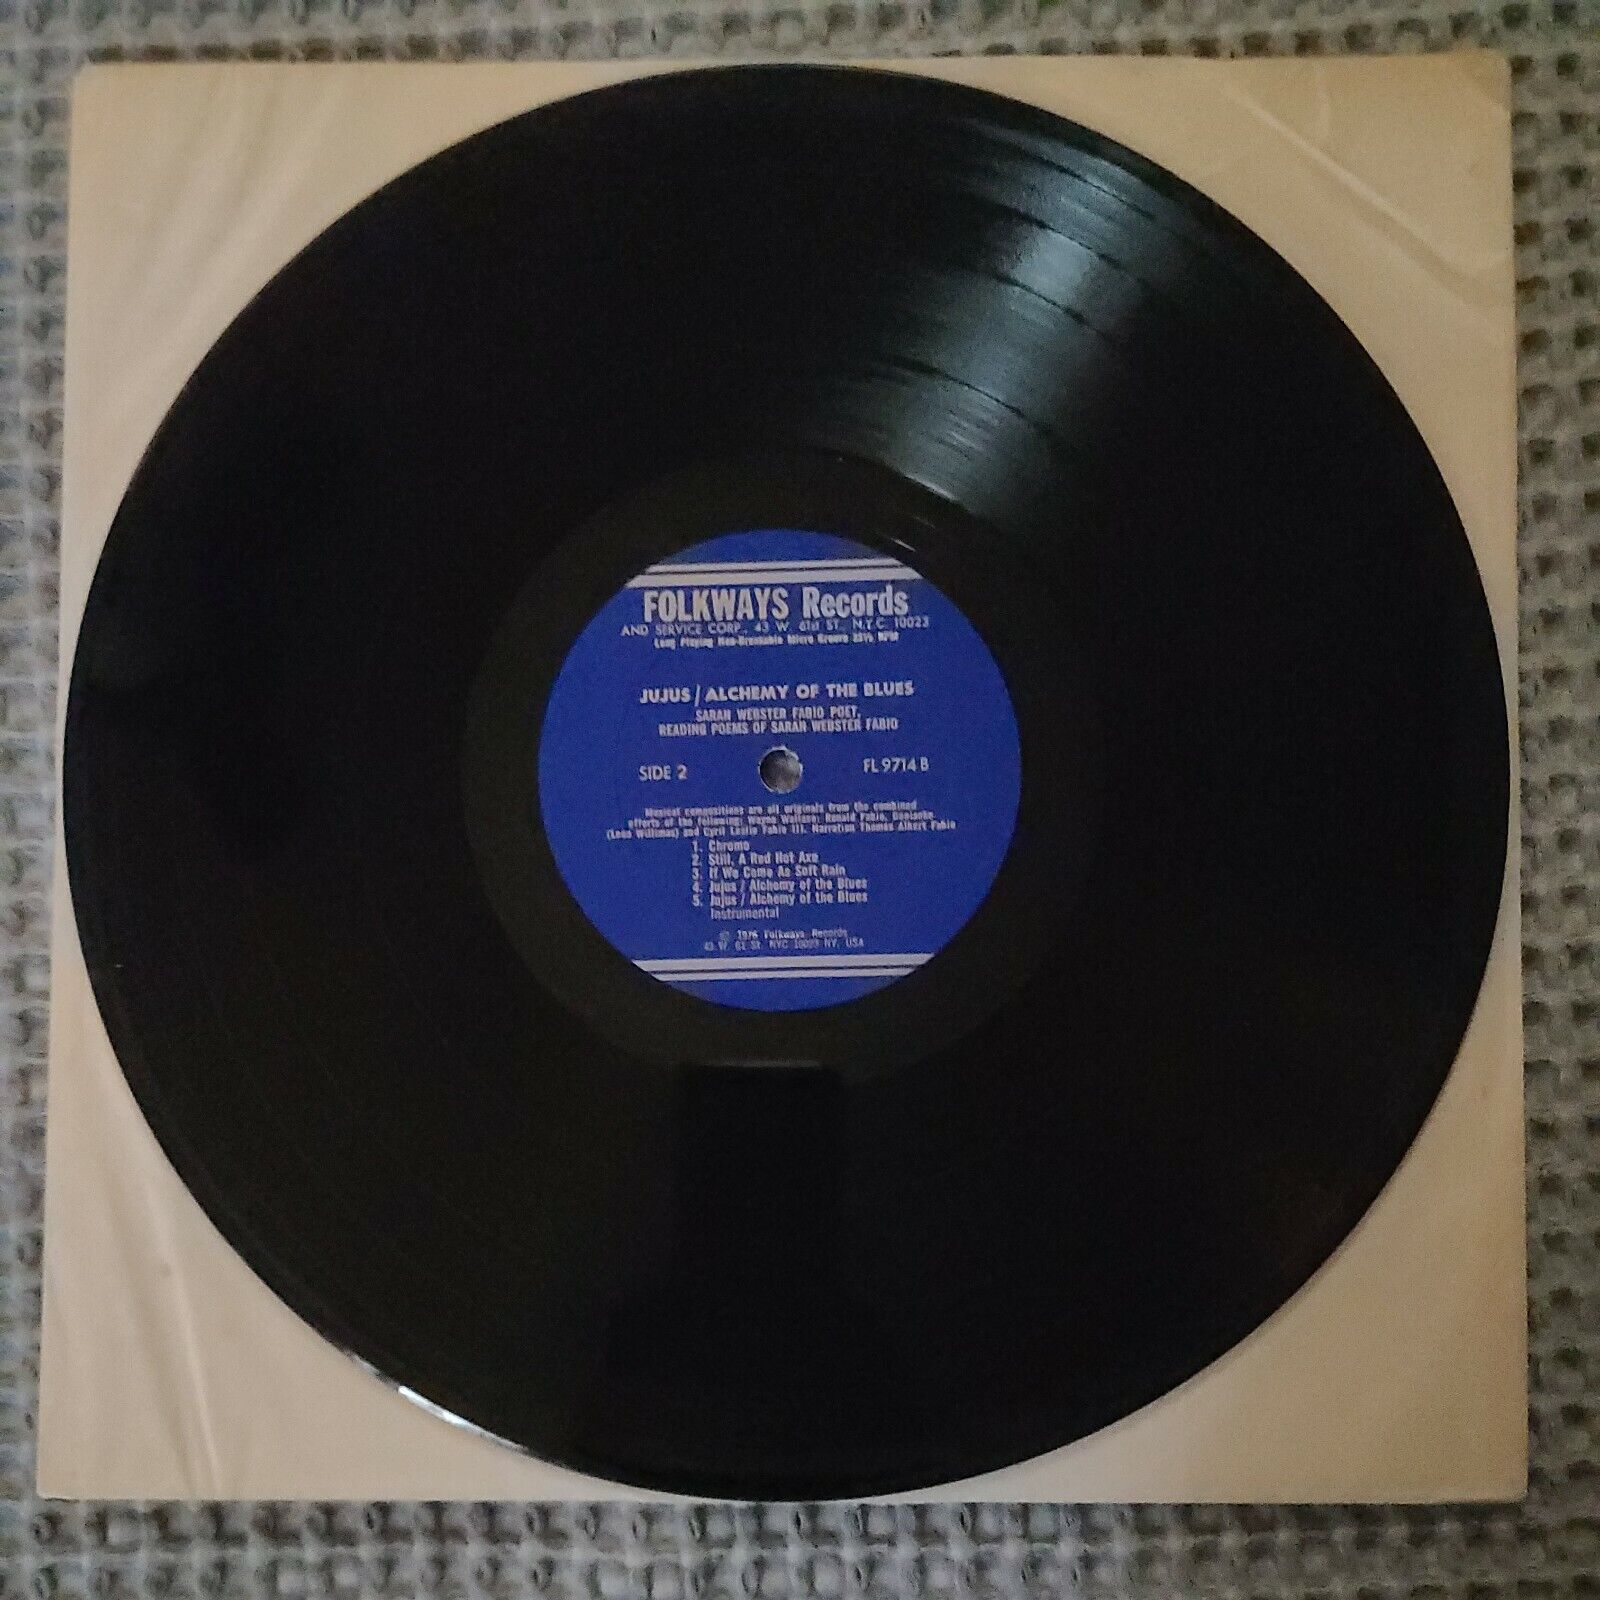 FOLKWAYS Records
AND SERVICE CORP., 43 W. 61st ST., N.Y.C. 10023
Long Playing Non-Breakable Micro Groove 33⅓ RPM
JUJUS / ALCHEMY OF THE BLUES
SARAH WEBSTER FABIO POET,
READING POEMS OF SARAH WEBSTER FABIO
SIDE 2 FL 9714 B
Musical compositions are all originals from the combined
efforts of the following: Wayne Wallace; Ronald Fabio,
(Leon Willimas) and Cyril Leslie Fabio III. Narration Thomas Albert Fabio
1. Chromo
2. Still, A Red Hot Axe
3. If We Come As Soft Rain
4. Jujus / Alchemy of the Blues
5. Jujus / Alchemy of the Blues
Instrumental
© 1976 Folkways Records
43 W. 61 St. NYC 10023 NY, USA